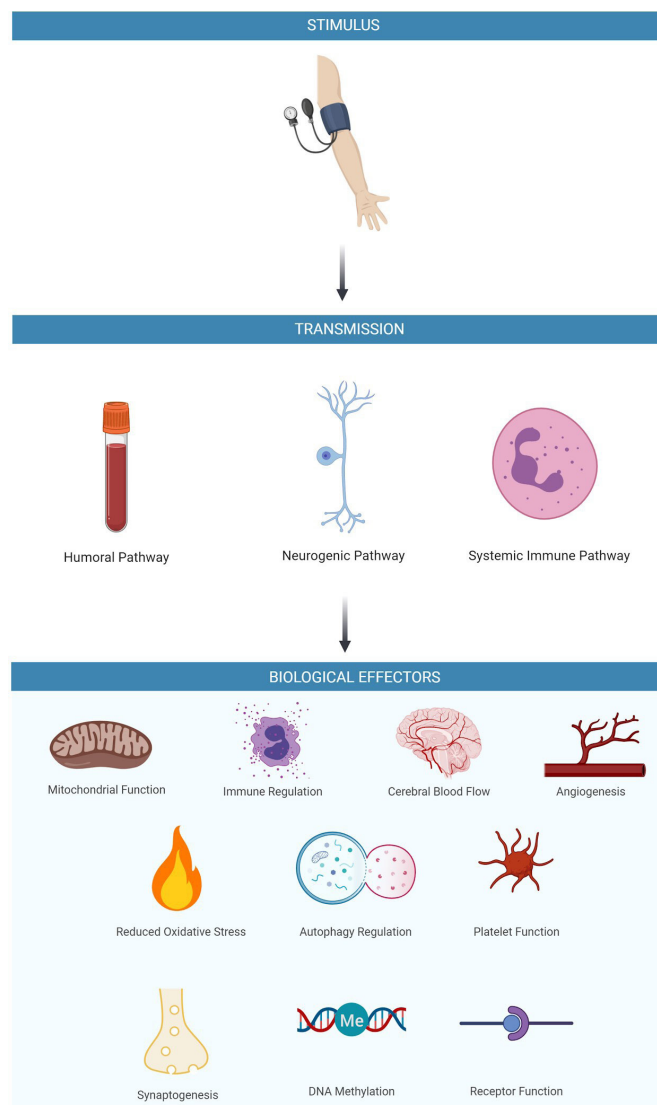 STIMULUS
TRANSMISSION
Humoral Pathway
Neurogenic Pathway
Systemic Immune Pathway
BIOLOGICAL EFFECTORS
Mitochondrial Function
Immune Regulation
Cerebral Blood Flow
Angiogenesis
Reduced Oxidative Stress
Autophagy Regulation
Platelet Function
Me
Synaptogenesis
DNA Methylation
Receptor Function